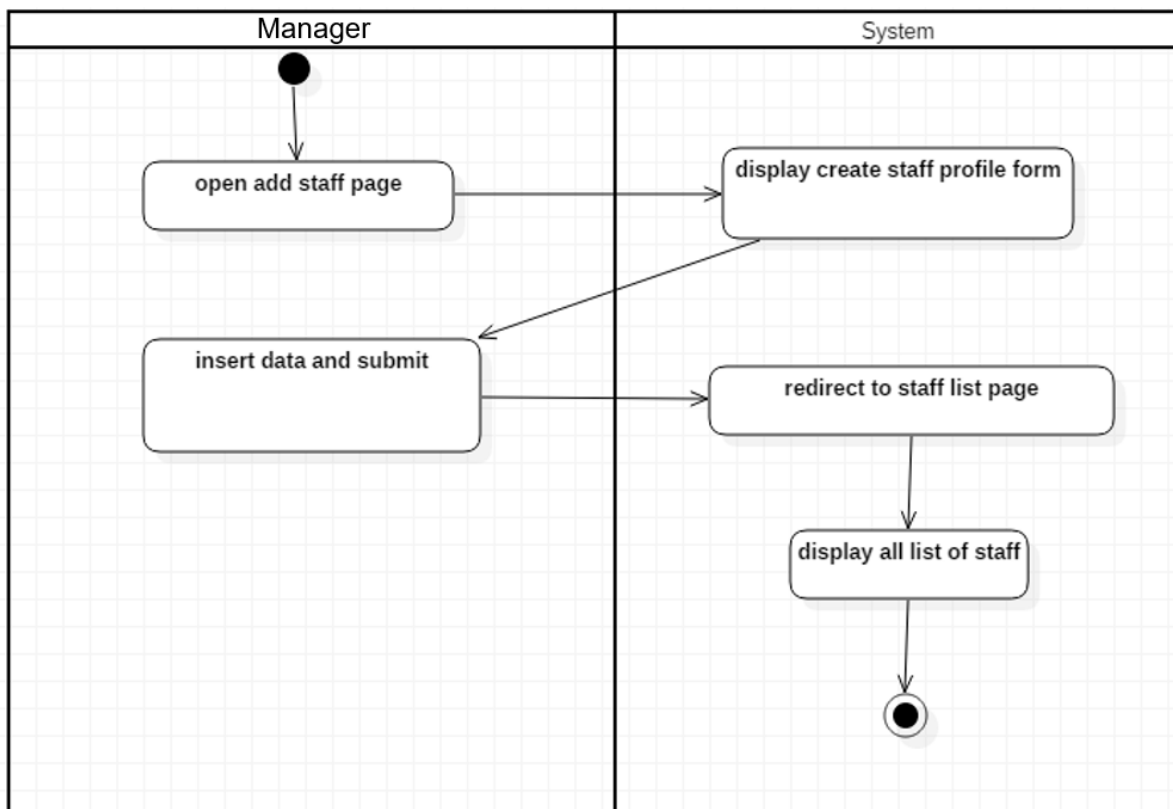 Manager
System
open add staff page
display create staff profile form
insert data and submit
redirect to staff list page
display all list of staff